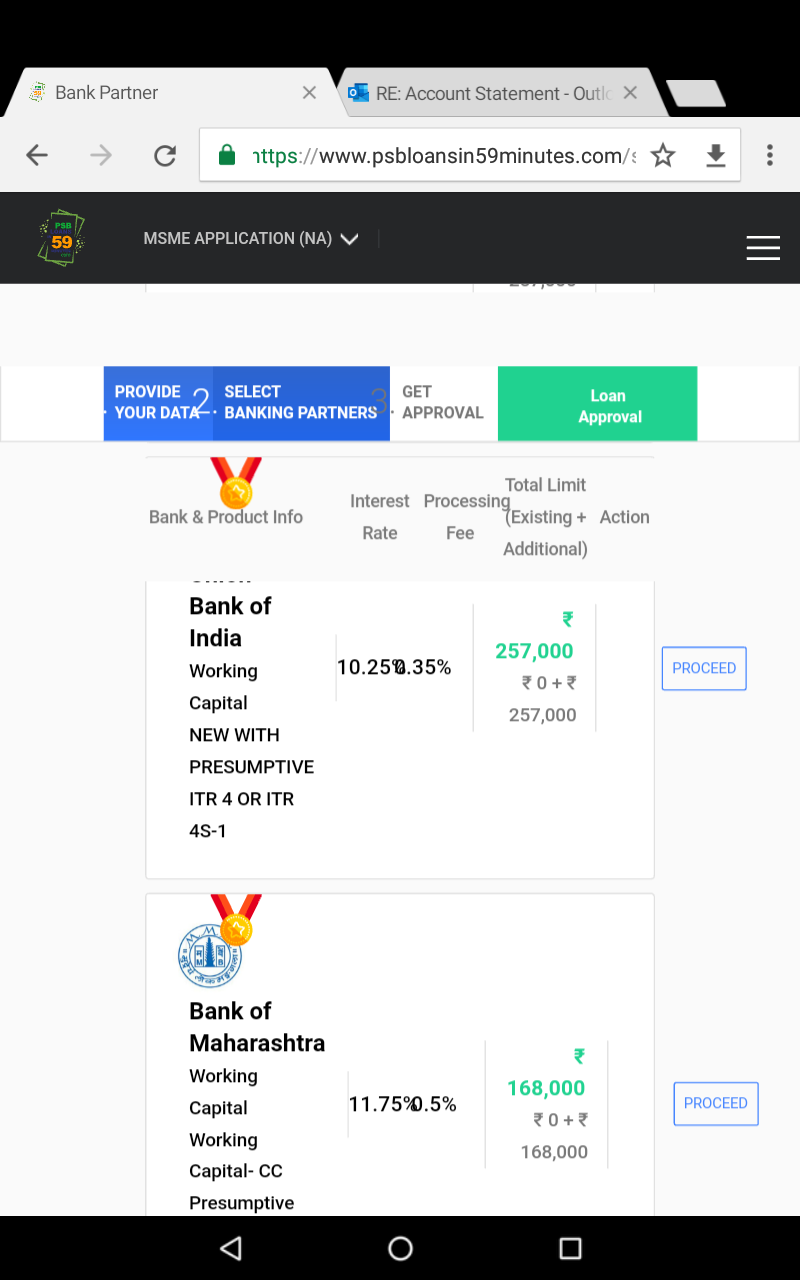 Bank Partner
RE: Account Statement - Outlo
https://www.psbloansin59minutes.com/s
PSB
59
MSME APPLICATION (NA)
257,000
PROVIDE
YOUR DATA
2.
SELECT
BANKING PARTNERS
3.
GET
APPROVAL
Loan
Approval
Bank & Product Info
Interest
Rate
Processing
Fee
Total Limit
(Existing +
Additional)
Action
Union
Bank of
India
Working
Capital
NEW WITH
PRESUMPTIVE
ITR 4 OR ITR
4S-1
10.25%
0.35%
₹
257,000
₹ 0 + ₹
257,000
PROCEED
Bank of
Maharashtra
Working
Capital
Working
Capital- CC
Presumptive
11.75%
0.5%
₹
168,000
₹ 0 + ₹
168,000
PROCEED